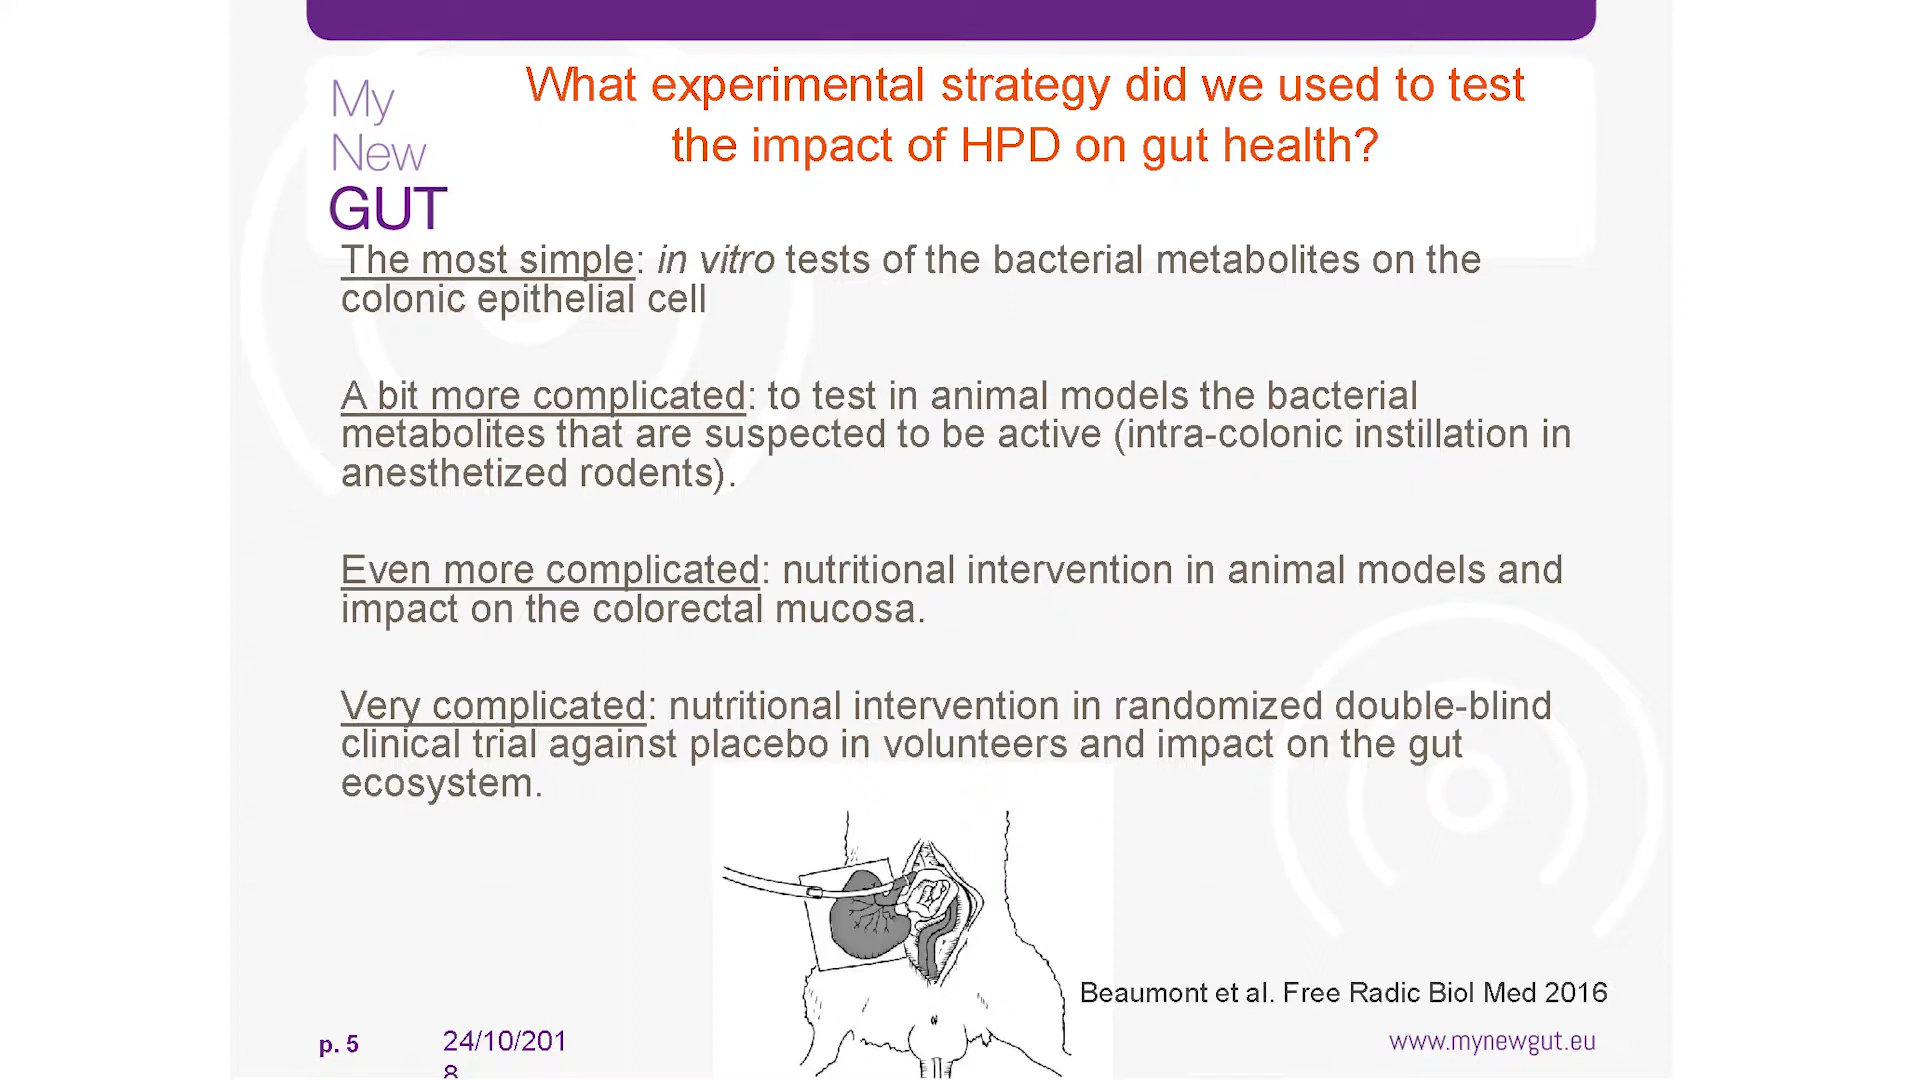 What experimental strategy did we used to test
the impact of HPD on gut health?
My
New
GUT
The most simple: in vitro tests of the bacterial metabolites on the
colonic epithelial cell
A bit more complicated: to test in animal models the bacterial
metabolites that are suspected to be active (intra-colonic instillation in
anesthetized rodents).
Even more complicated: nutritional intervention in animal models and
impact on the colorectal mucosa.
Very complicated: nutritional intervention in randomized double-blind
clinical trial against placebo in volunteers and impact on the gut
ecosystem.
Beaumont et al. Free Radic Biol Med 2016
p. 5
24/10/201
8
www.mynewgut.eu